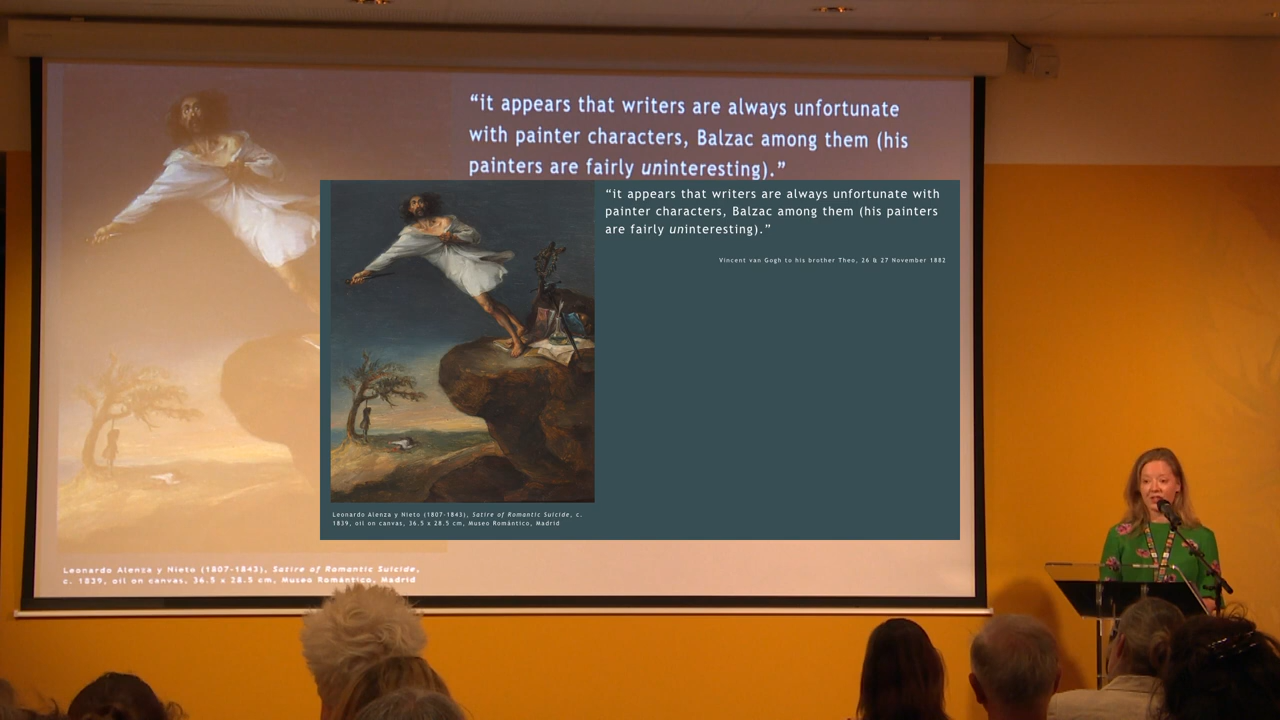 “it appears that writers are always unfortunate
with painter characters, Balzac among them (his
painters are fairly uninteresting).”
Leonardo Alenza y Nieto (1807-1843), Satire of Romantic Suicide,
c. 1839, oil on canvas, 36.5 x 28.5 cm, Museo Romántico, Madrid
“it appears that writers are always unfortunate with
painter characters, Balzac among them (his painters
are fairly uninteresting).”
Vincent van Gogh to his brother Theo, 26 & 27 November 1882
Leonardo Alenza y Nieto (1807-1843), Satire of Romantic Suicide, c.
1839, oil on canvas, 36.5 x 28.5 cm, Museo Romántico, Madrid